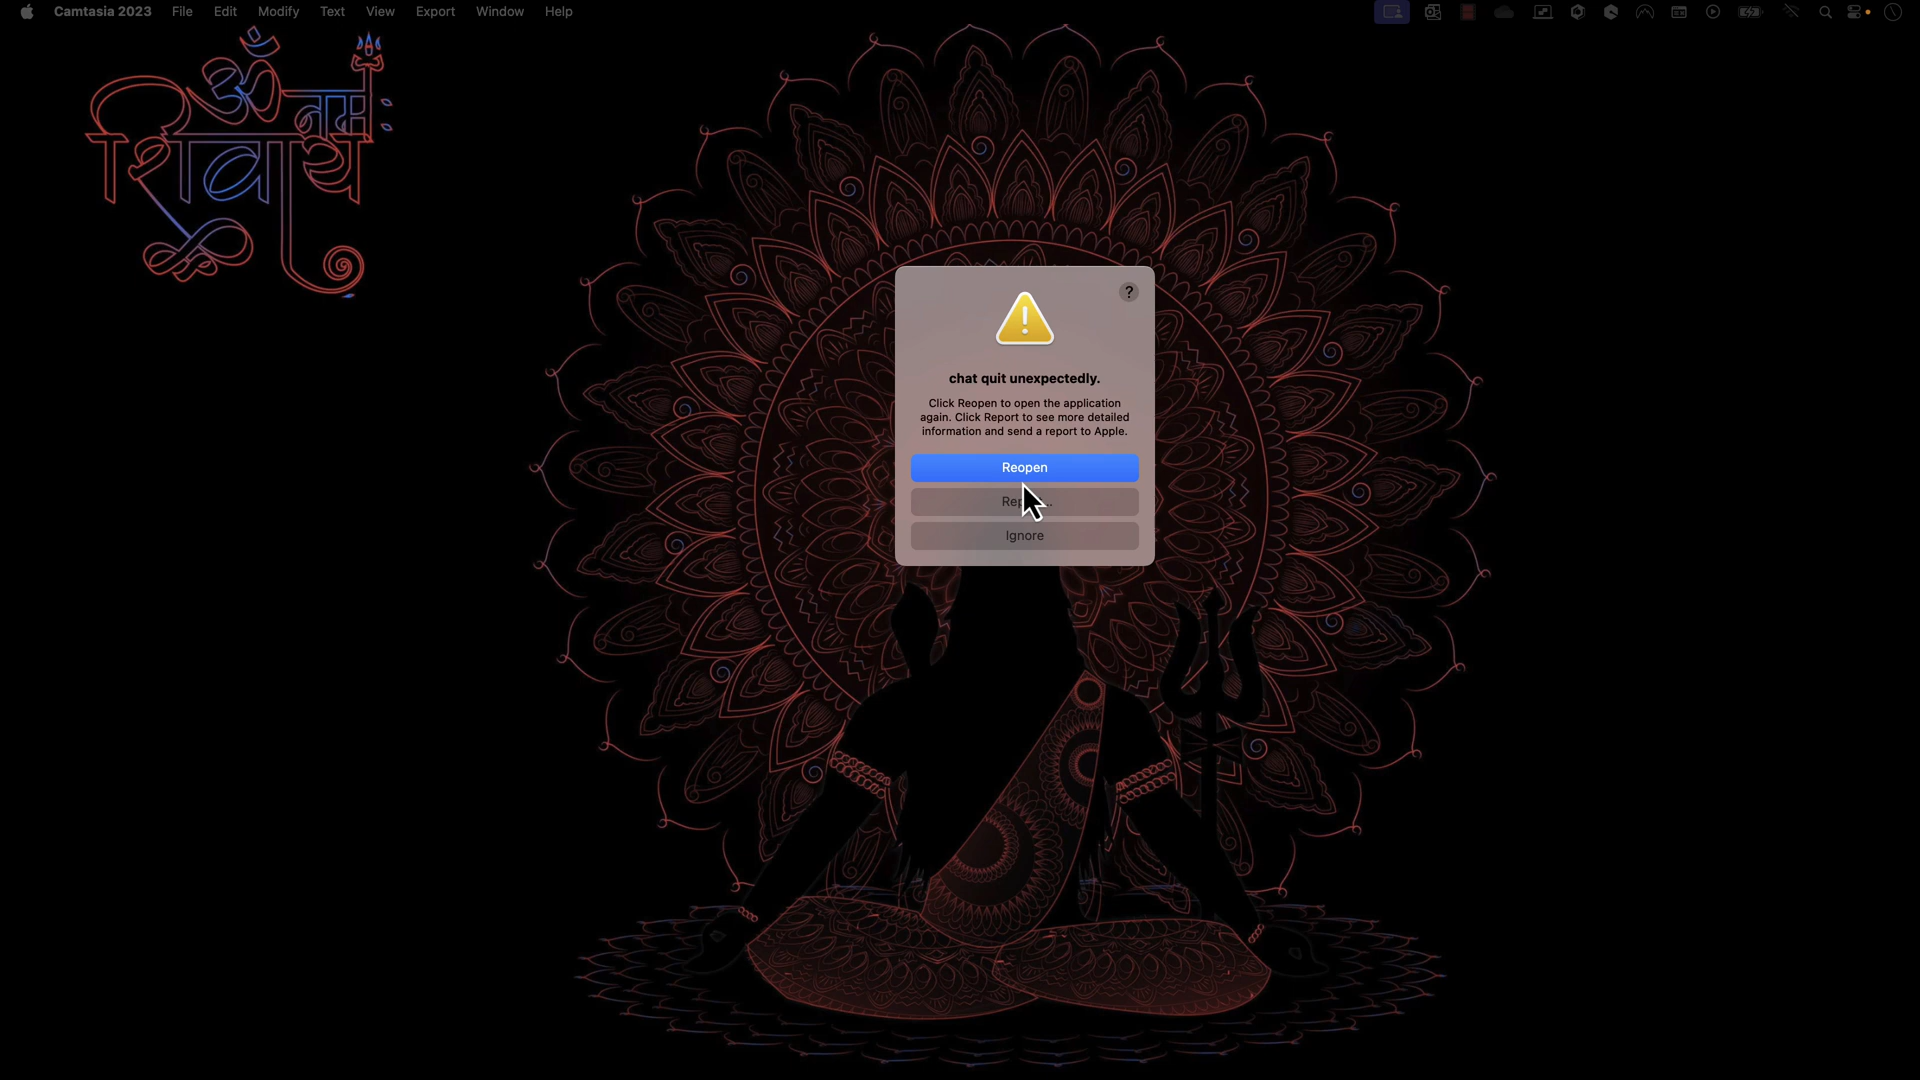 Camtasia 2023 File Edit Modify Text View Export Window Help
ॐ नमः
शिवाय
?
chat quit unexpectedly.
Click Reopen to open the application
again. Click Report to see more detailed
information and send a report to Apple.
Reopen
Ignore